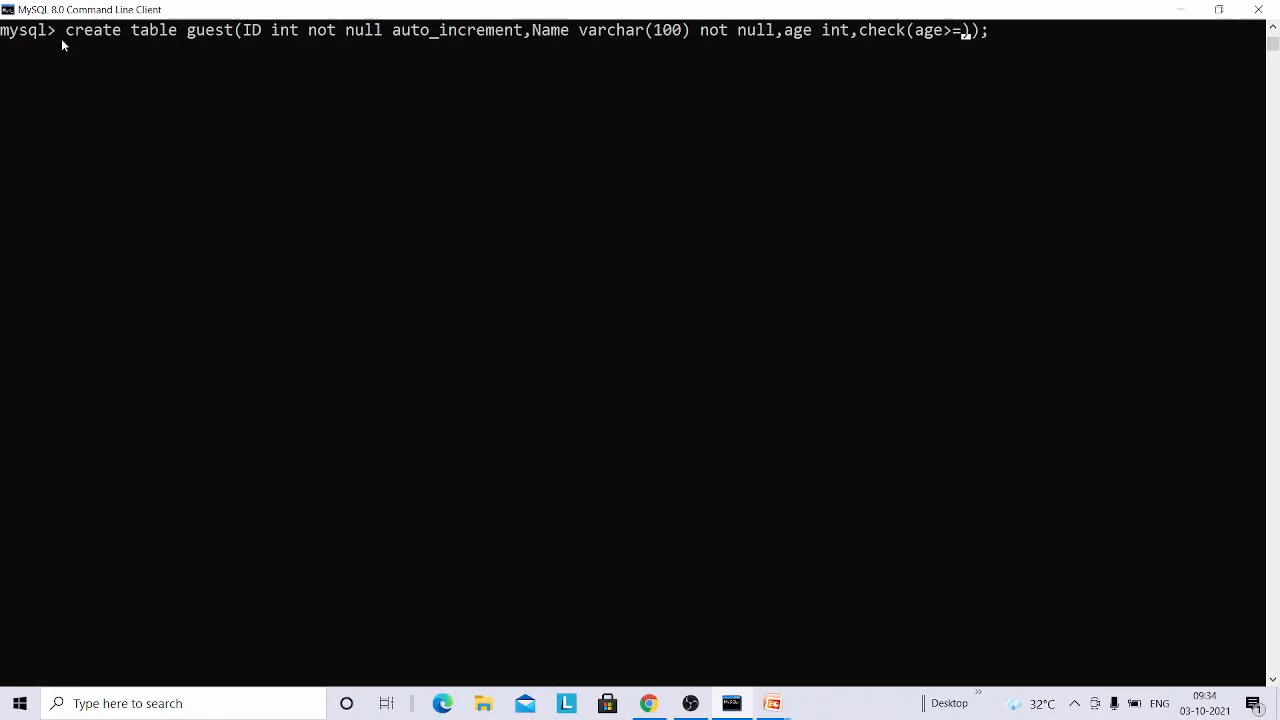 MySQL 8.0 Command Line Client
mysql> create table guest(ID int not null auto_increment,Name varchar(100) not null,age int,check(age>=));
Type here to search
Desktop
»
32°C
ENG
09:34
03-10-2021
1